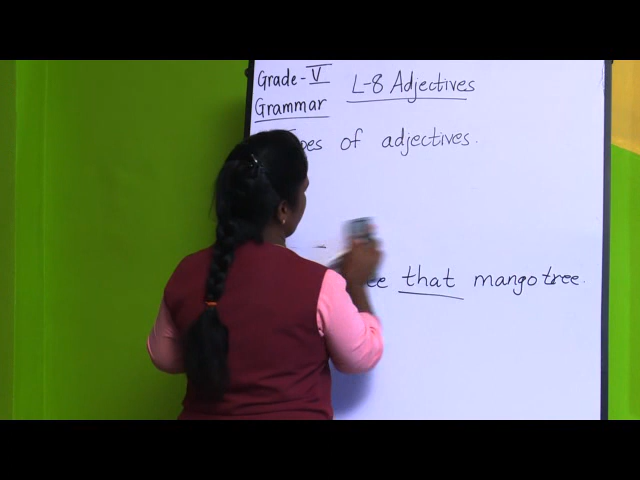 Grade - V
Grammar
L-8 Adjectives
of adjectives.
that mango tree.